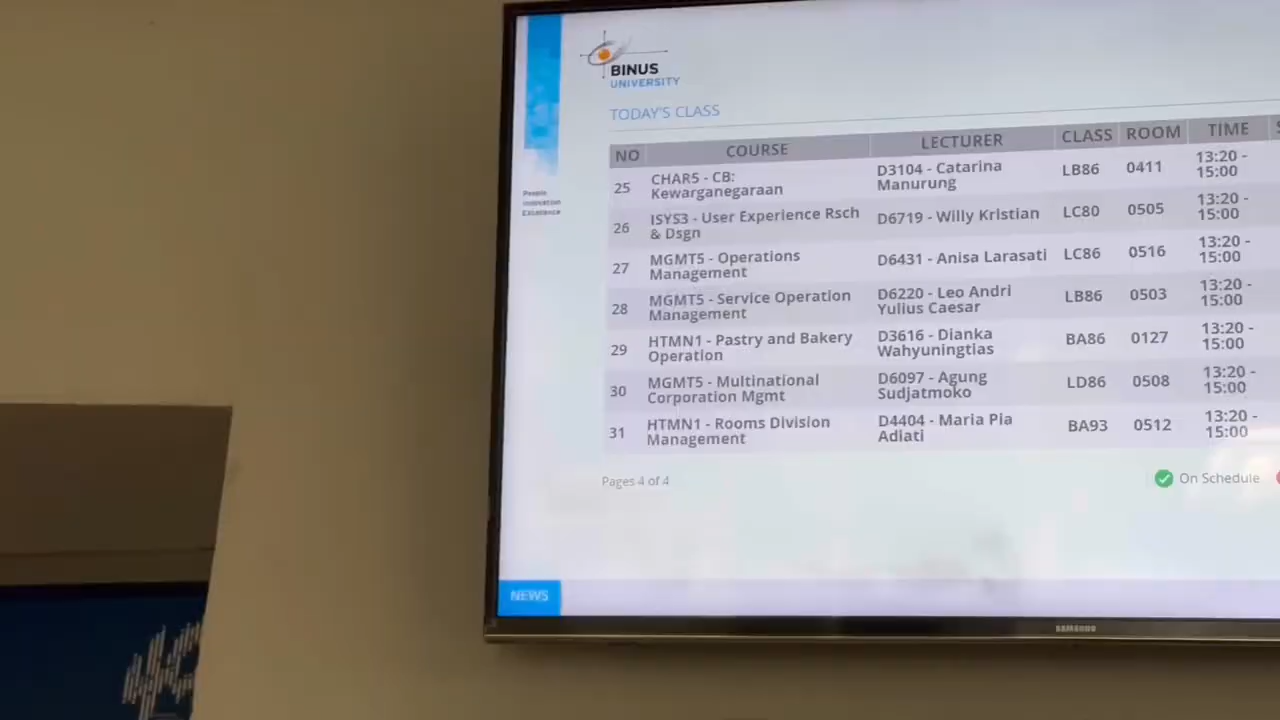 BINUS
UNIVERSITY
TODAY'S CLASS
People
Innovation
Excellence
NO COURSE LECTURER CLASS ROOM TIME
25 CHAR5 - CB: Kewarganegaraan D3104 - Catarina Manurung LB86 0411 13:20 - 15:00
26 ISYS3 - User Experience Rsch & Dsgn D6719 - Willy Kristian LC80 0505 13:20 - 15:00
27 MGMT5 - Operations Management D6431 - Anisa Larasati LC86 0516 13:20 - 15:00
28 MGMT5 - Service Operation Management D6220 - Leo Andri Yulius Caesar LB86 0503 13:20 - 15:00
29 HTMN1 - Pastry and Bakery Operation D3616 - Dianka Wahyuningtias BA86 0127 13:20 - 15:00
30 MGMT5 - Multinational Corporation Mgmt D6097 - Agung Sudjatmoko LD86 0508 13:20 - 15:00
31 HTMN1 - Rooms Division Management D4404 - Maria Pia Adiati BA93 0512 13:20 - 15:00
Pages 4 of 4
On Schedule
NEWS
SAMSUNG